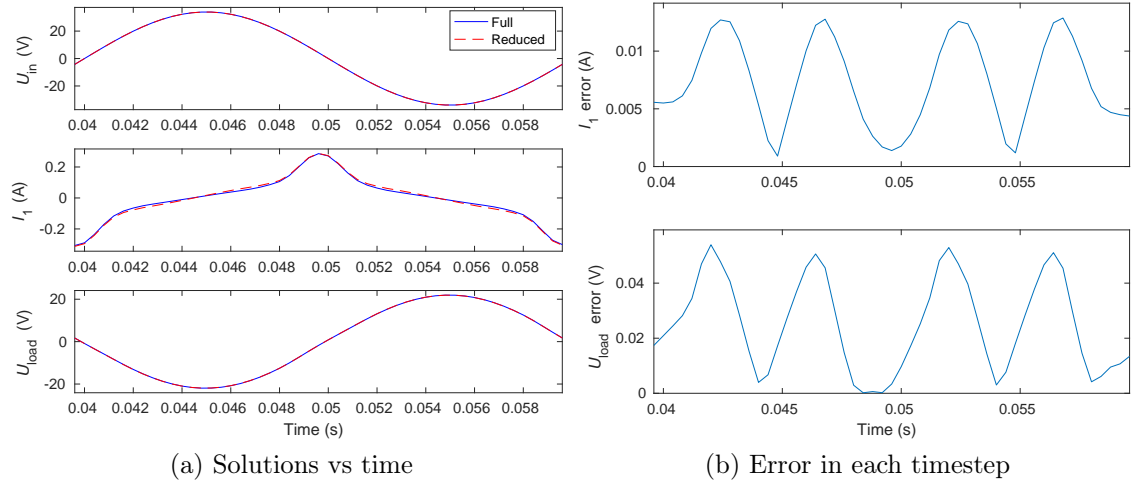 20
0
-20
U_in (V)
Full
Reduced
0.04 0.042 0.044 0.046 0.048 0.05 0.052 0.054 0.056 0.058
0.2
0
-0.2
I_1 (A)
0.04 0.042 0.044 0.046 0.048 0.05 0.052 0.054 0.056 0.058
20
0
-20
U_load (V)
0.04 0.042 0.044 0.046 0.048 0.05 0.052 0.054 0.056 0.058
Time (s)
(a) Solutions vs time
0.01
0.005
0
I_1 error (A)
0.04 0.045 0.05 0.055
0.04
0.02
0
U_load error (V)
0.04 0.045 0.05 0.055
Time (s)
(b) Error in each timestep